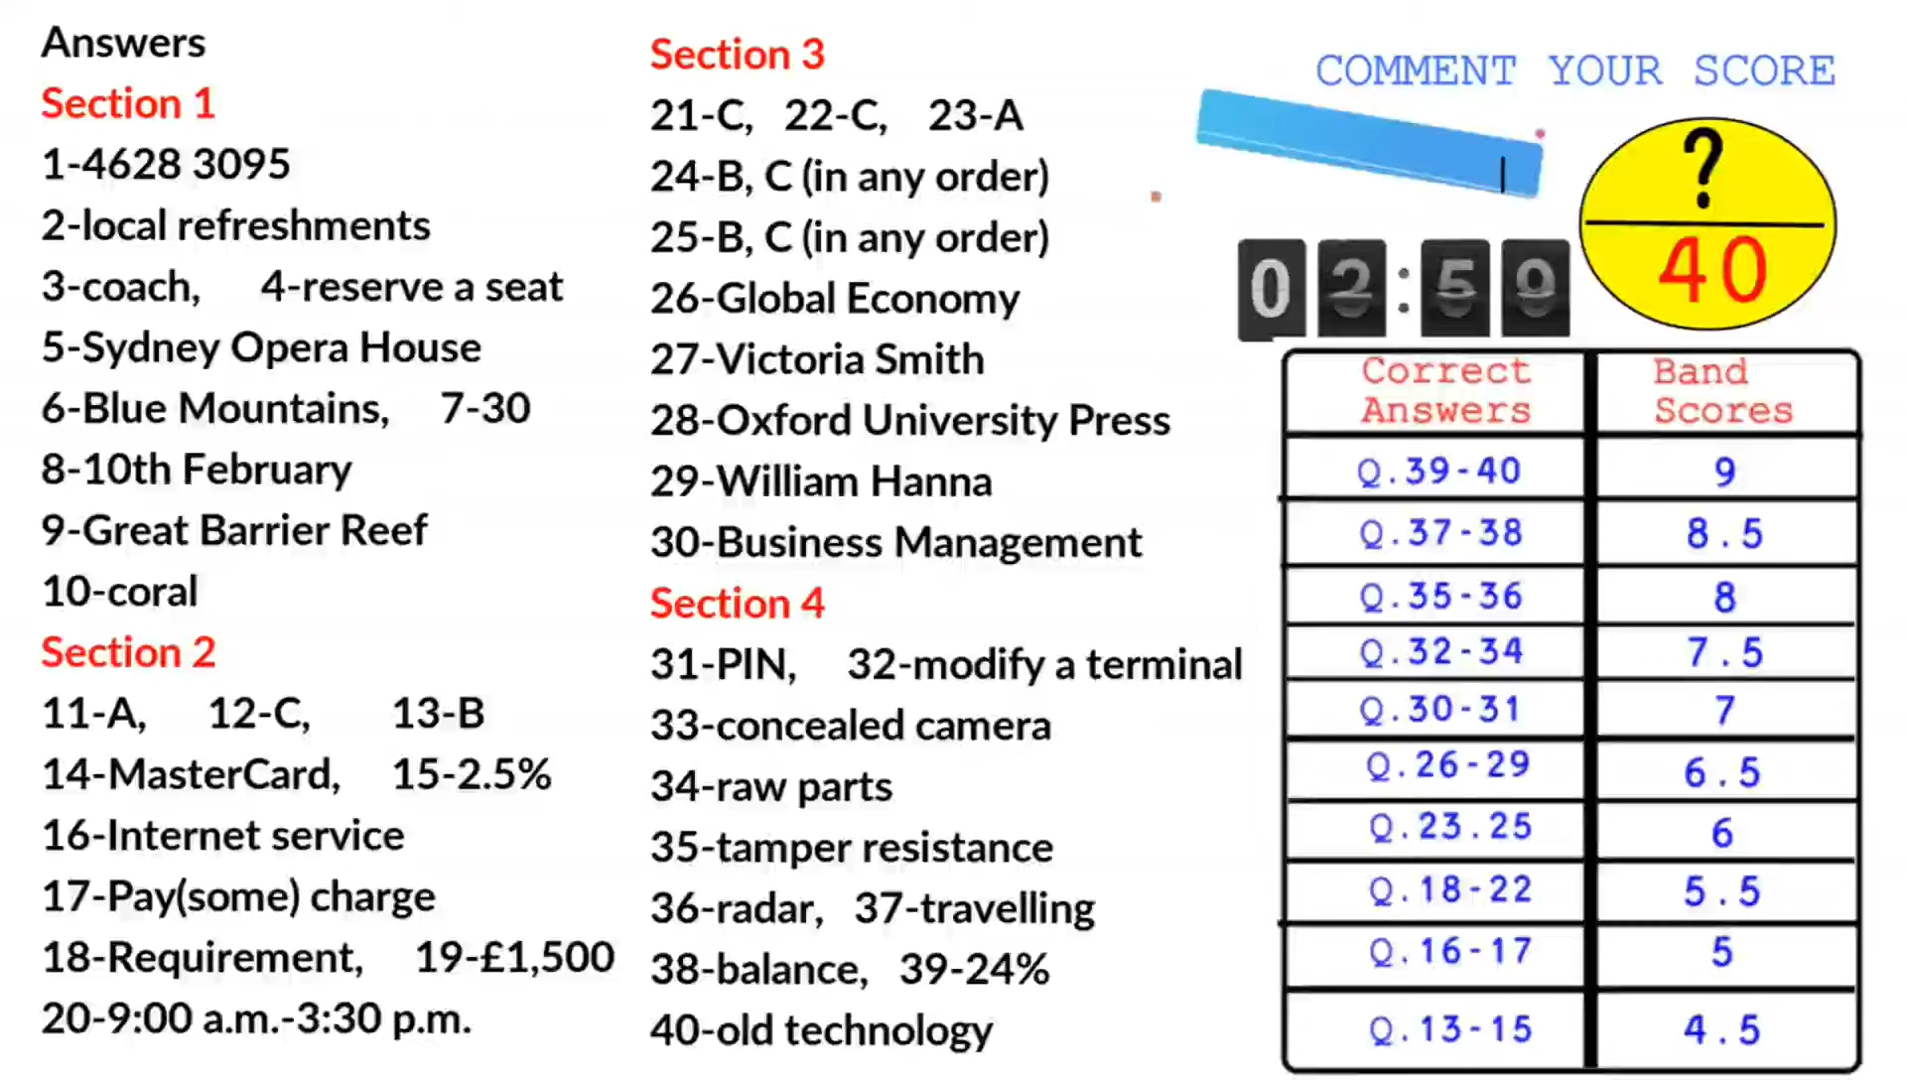 Answers
Section 1
1-4628 3095
2-local refreshments
3-coach, 4-reserve a seat
5-Sydney Opera House
6-Blue Mountains, 7-30
8-10th February
9-Great Barrier Reef
10-coral
Section 2
11-A, 12-C, 13-B
14-MasterCard, 15-2.5%
16-Internet service
17-Pay(some) charge
18-Requirement, 19-£1,500
20-9:00 a.m.-3:30 p.m.
Section 3
21-C, 22-C, 23-A
24-B, C (in any order)
25-B, C (in any order)
26-Global Economy
27-Victoria Smith
28-Oxford University Press
29-William Hanna
30-Business Management
Section 4
31-PIN, 32-modify a terminal
33-concealed camera
34-raw parts
35-tamper resistance
36-radar, 37-travelling
38-balance, 39-24%
40-old technology
COMMENT YOUR SCORE
?
40
02:59
Correct Answers Band Scores
Q.39-40 9
Q.37-38 8.5
Q.35-36 8
Q.32-34 7.5
Q.30-31 7
Q.26-29 6.5
Q.23.25 6
Q.18-22 5.5
Q.16-17 5
Q.13-15 4.5